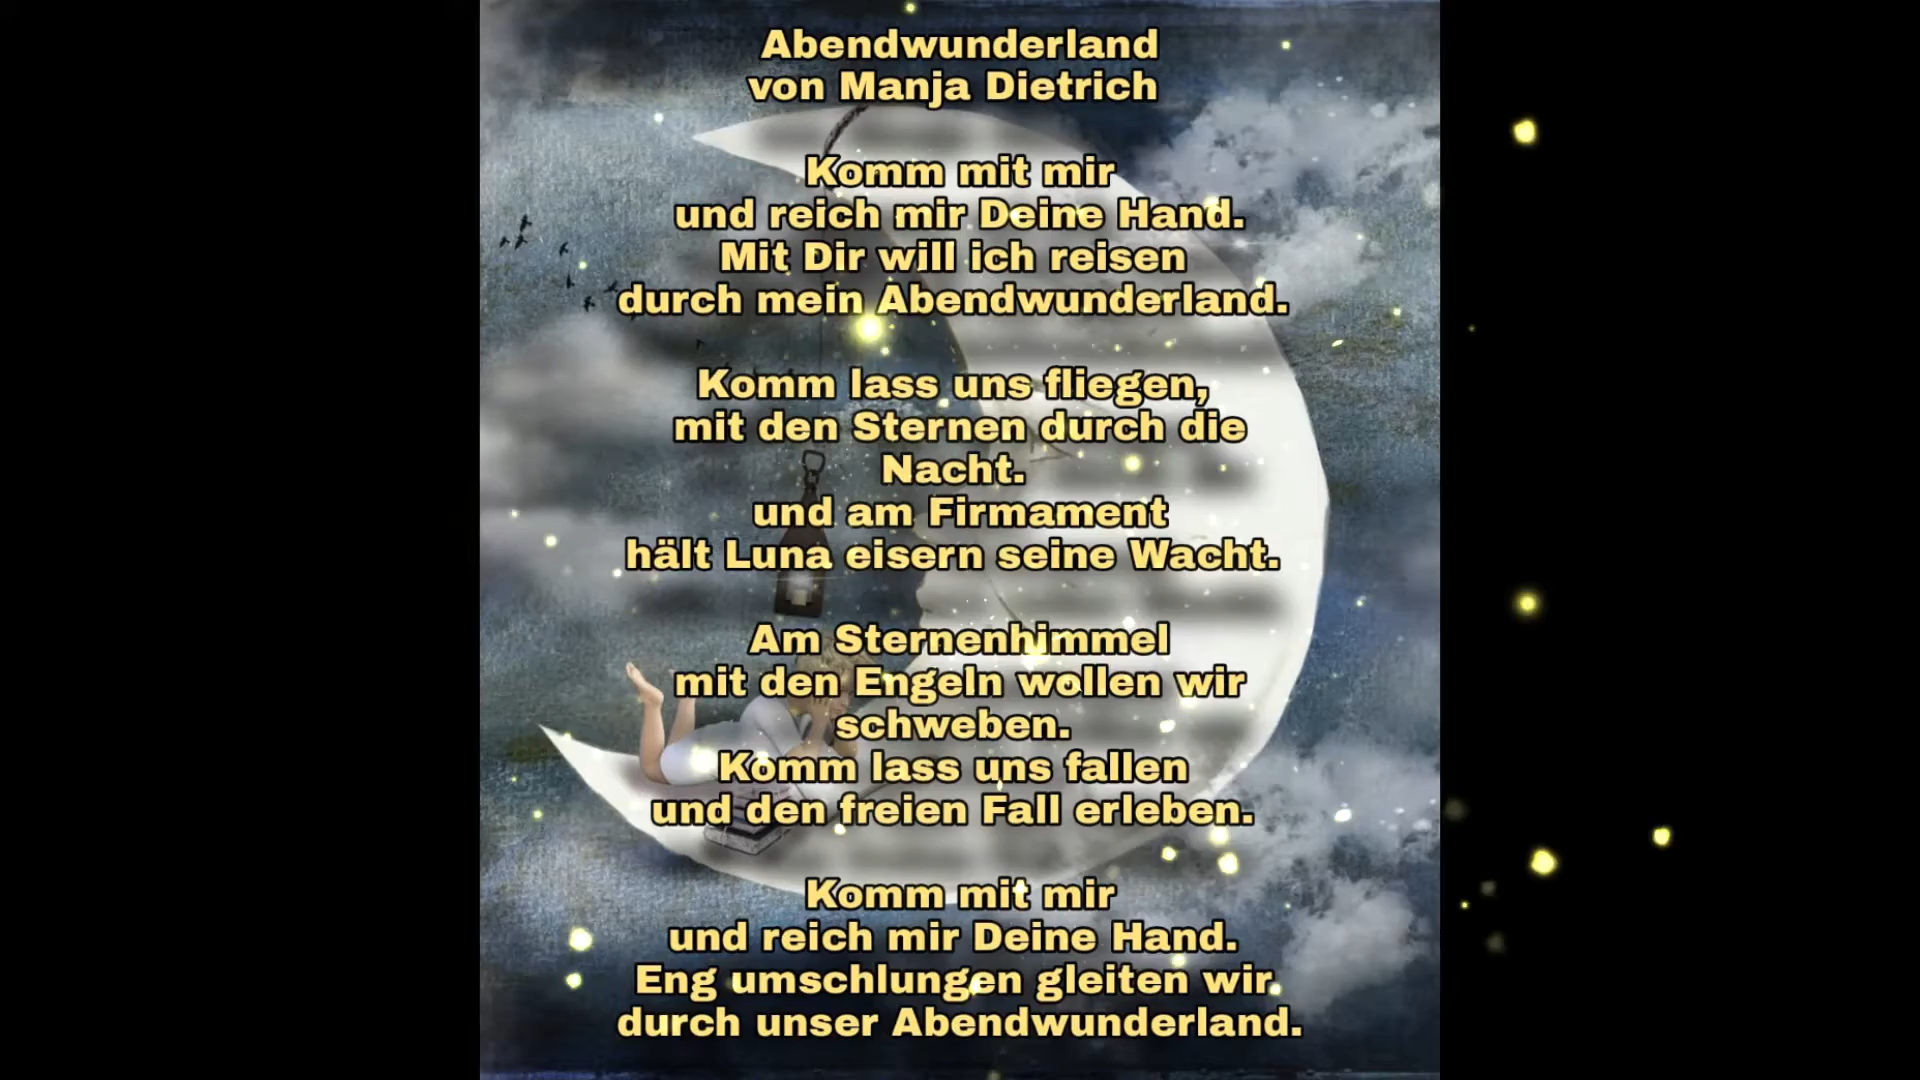 Abendwunderland
von Manja Dietrich
Komm mit mir
und reich mir Deine Hand.
Mit Dir will ich reisen
durch mein Abendwunderland.
Komm lass uns fliegen,
mit den Sternen durch die
Nacht.
und am Firmament
hält Luna eisern seine Wacht.
Am Sternenhimmel
mit den Engeln wollen wir
schweben.
Komm lass uns fallen
und den freien Fall erleben.
Komm mit mir
und reich mir Deine Hand.
Eng umschlungen gleiten wir
durch unser Abendwunderland.